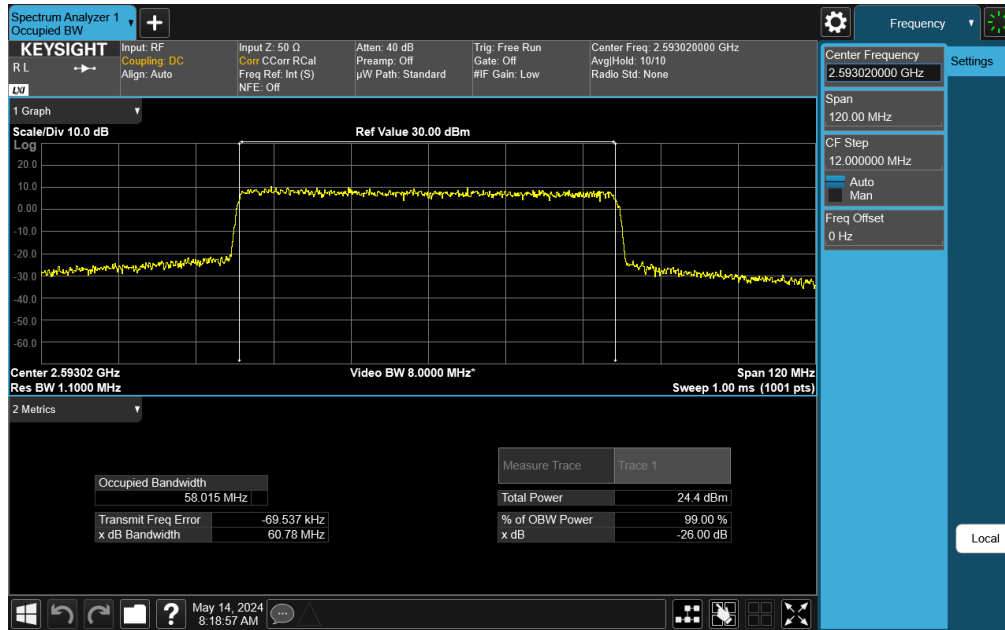 Spectrum Analyzer 1
Occupied BW
Frequency
KEYSIGHT
R L
LXI
Input: RF
Coupling: DC
Align: Auto
Input Z: 50 Ω
Corr CCorr RCal
Freq Ref: Int (S)
NFE: Off
Atten: 40 dB
Preamp: Off
µW Path: Standard
Trig: Free Run
Gate: Off
#IF Gain: Low
Center Freq: 2.593020000 GHz
Avg|Hold: 10/10
Radio Std: None
Center Frequency
2.593020000 GHz
Settings
Span
120.00 MHz
CF Step
12.000000 MHz
Auto
Man
Freq Offset
0 Hz
Local
1 Graph
Scale/Div 10.0 dB
Ref Value 30.00 dBm
Log
20.0
10.0
0.00
-10.0
-20.0
-30.0
-40.0
-50.0
-60.0
Center 2.59302 GHz
Video BW 8.0000 MHz*
Span 120 MHz
Res BW 1.1000 MHz
Sweep 1.00 ms (1001 pts)
2 Metrics
Measure Trace
Trace 1
Occupied Bandwidth
58.015 MHz
Total Power
24.4 dBm
Transmit Freq Error
-69.537 kHz
% of OBW Power
99.00 %
x dB Bandwidth
60.78 MHz
x dB
-26.00 dB
May 14, 2024
8:18:57 AM